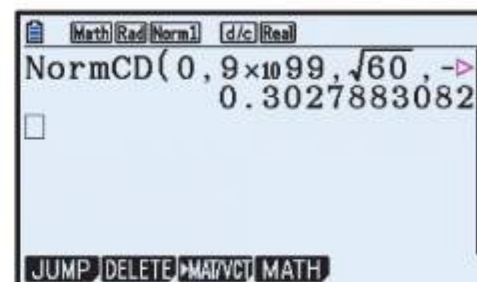 Math Rad Norm1 d/c Real
NormCD(0,9×10 99,√60,-▷
0.3027883082
JUMP DELETE ▶MAT/VCT MATH